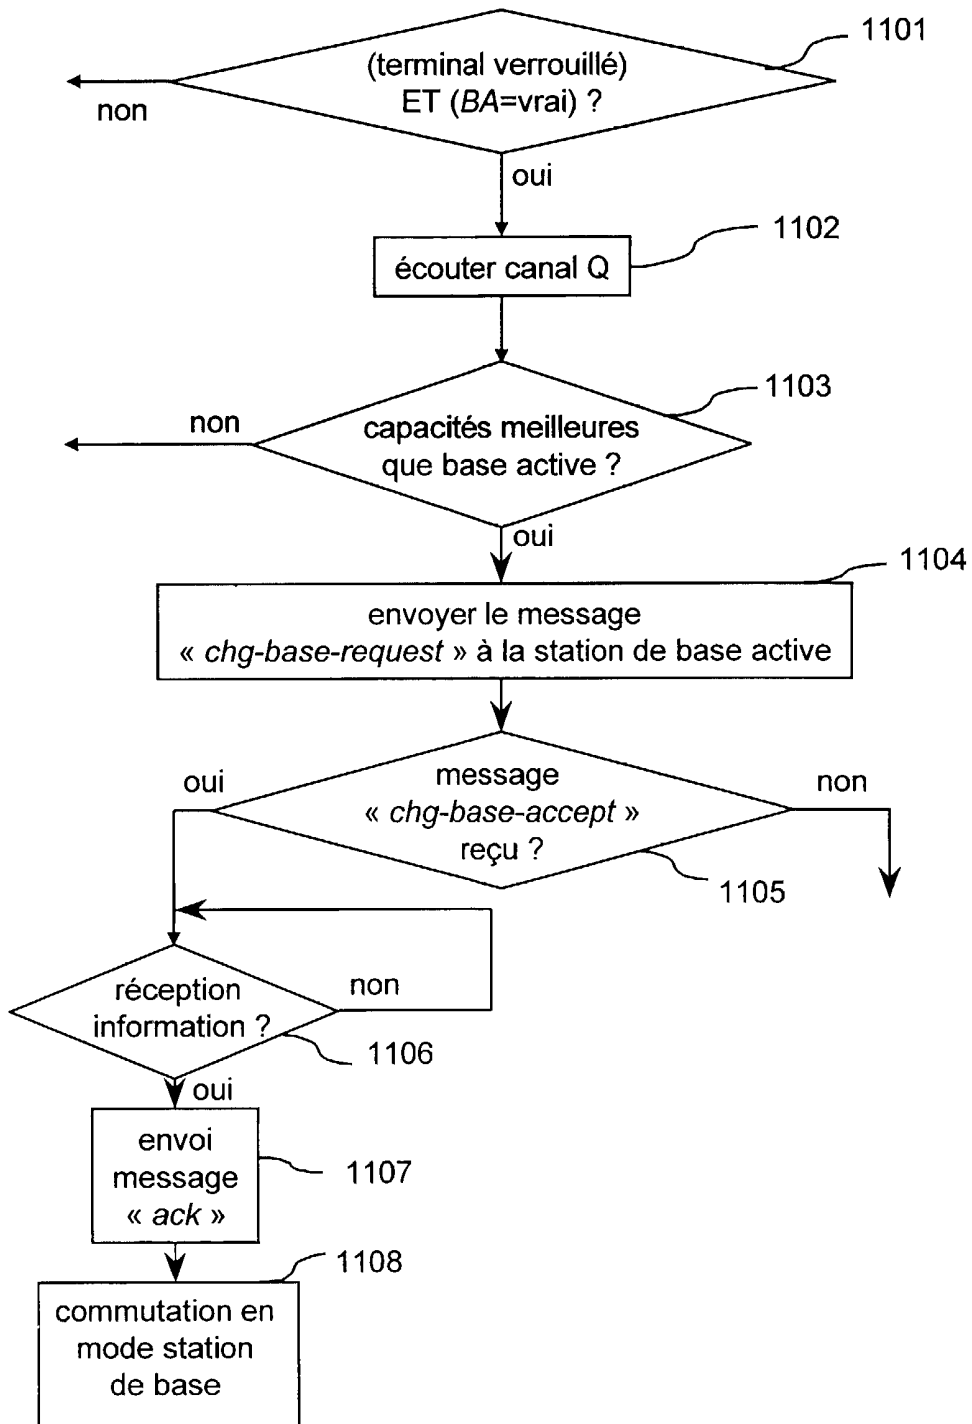 1101
(terminal verrouillé)
ET (BA=vrai) ?
non
oui
1102
écouter canal Q
1103
non
capacités meilleures
que base active ?
oui
1104
envoyer le message
« chg-base-request » à la station de base active
oui
message
non
« chg-base-accept »
reçu ?
1105
réception
non
information ?
1106
oui
envoi
message
« ack »
1107
1108
commutation en
mode station
de base